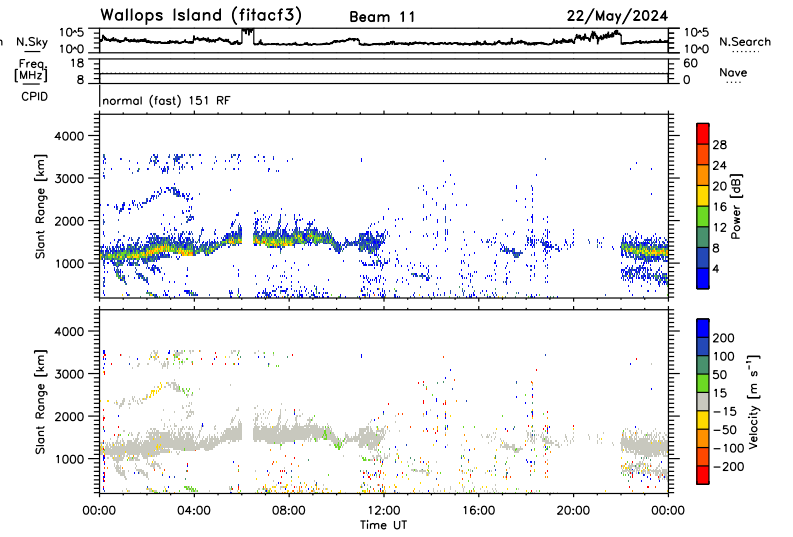 Wallops Island (fitacf3) Beam 11 22/May/2024
n N.Sky 10^5 10^0 10^5 10^0 N.Search
Freq. [MHz] 18 8 60 0 Nave
CPID normal (fast) 151 RF
Slant Range [km]
4000
3000
2000
1000
28
24
20
16
12
8
4
Power [dB]
Slant Range [km]
4000
3000
2000
1000
200
100
50
15
-15
-50
-100
-200
Velocity [m s⁻¹]
00:00 04:00 08:00 12:00 16:00 20:00 00:00
Time UT